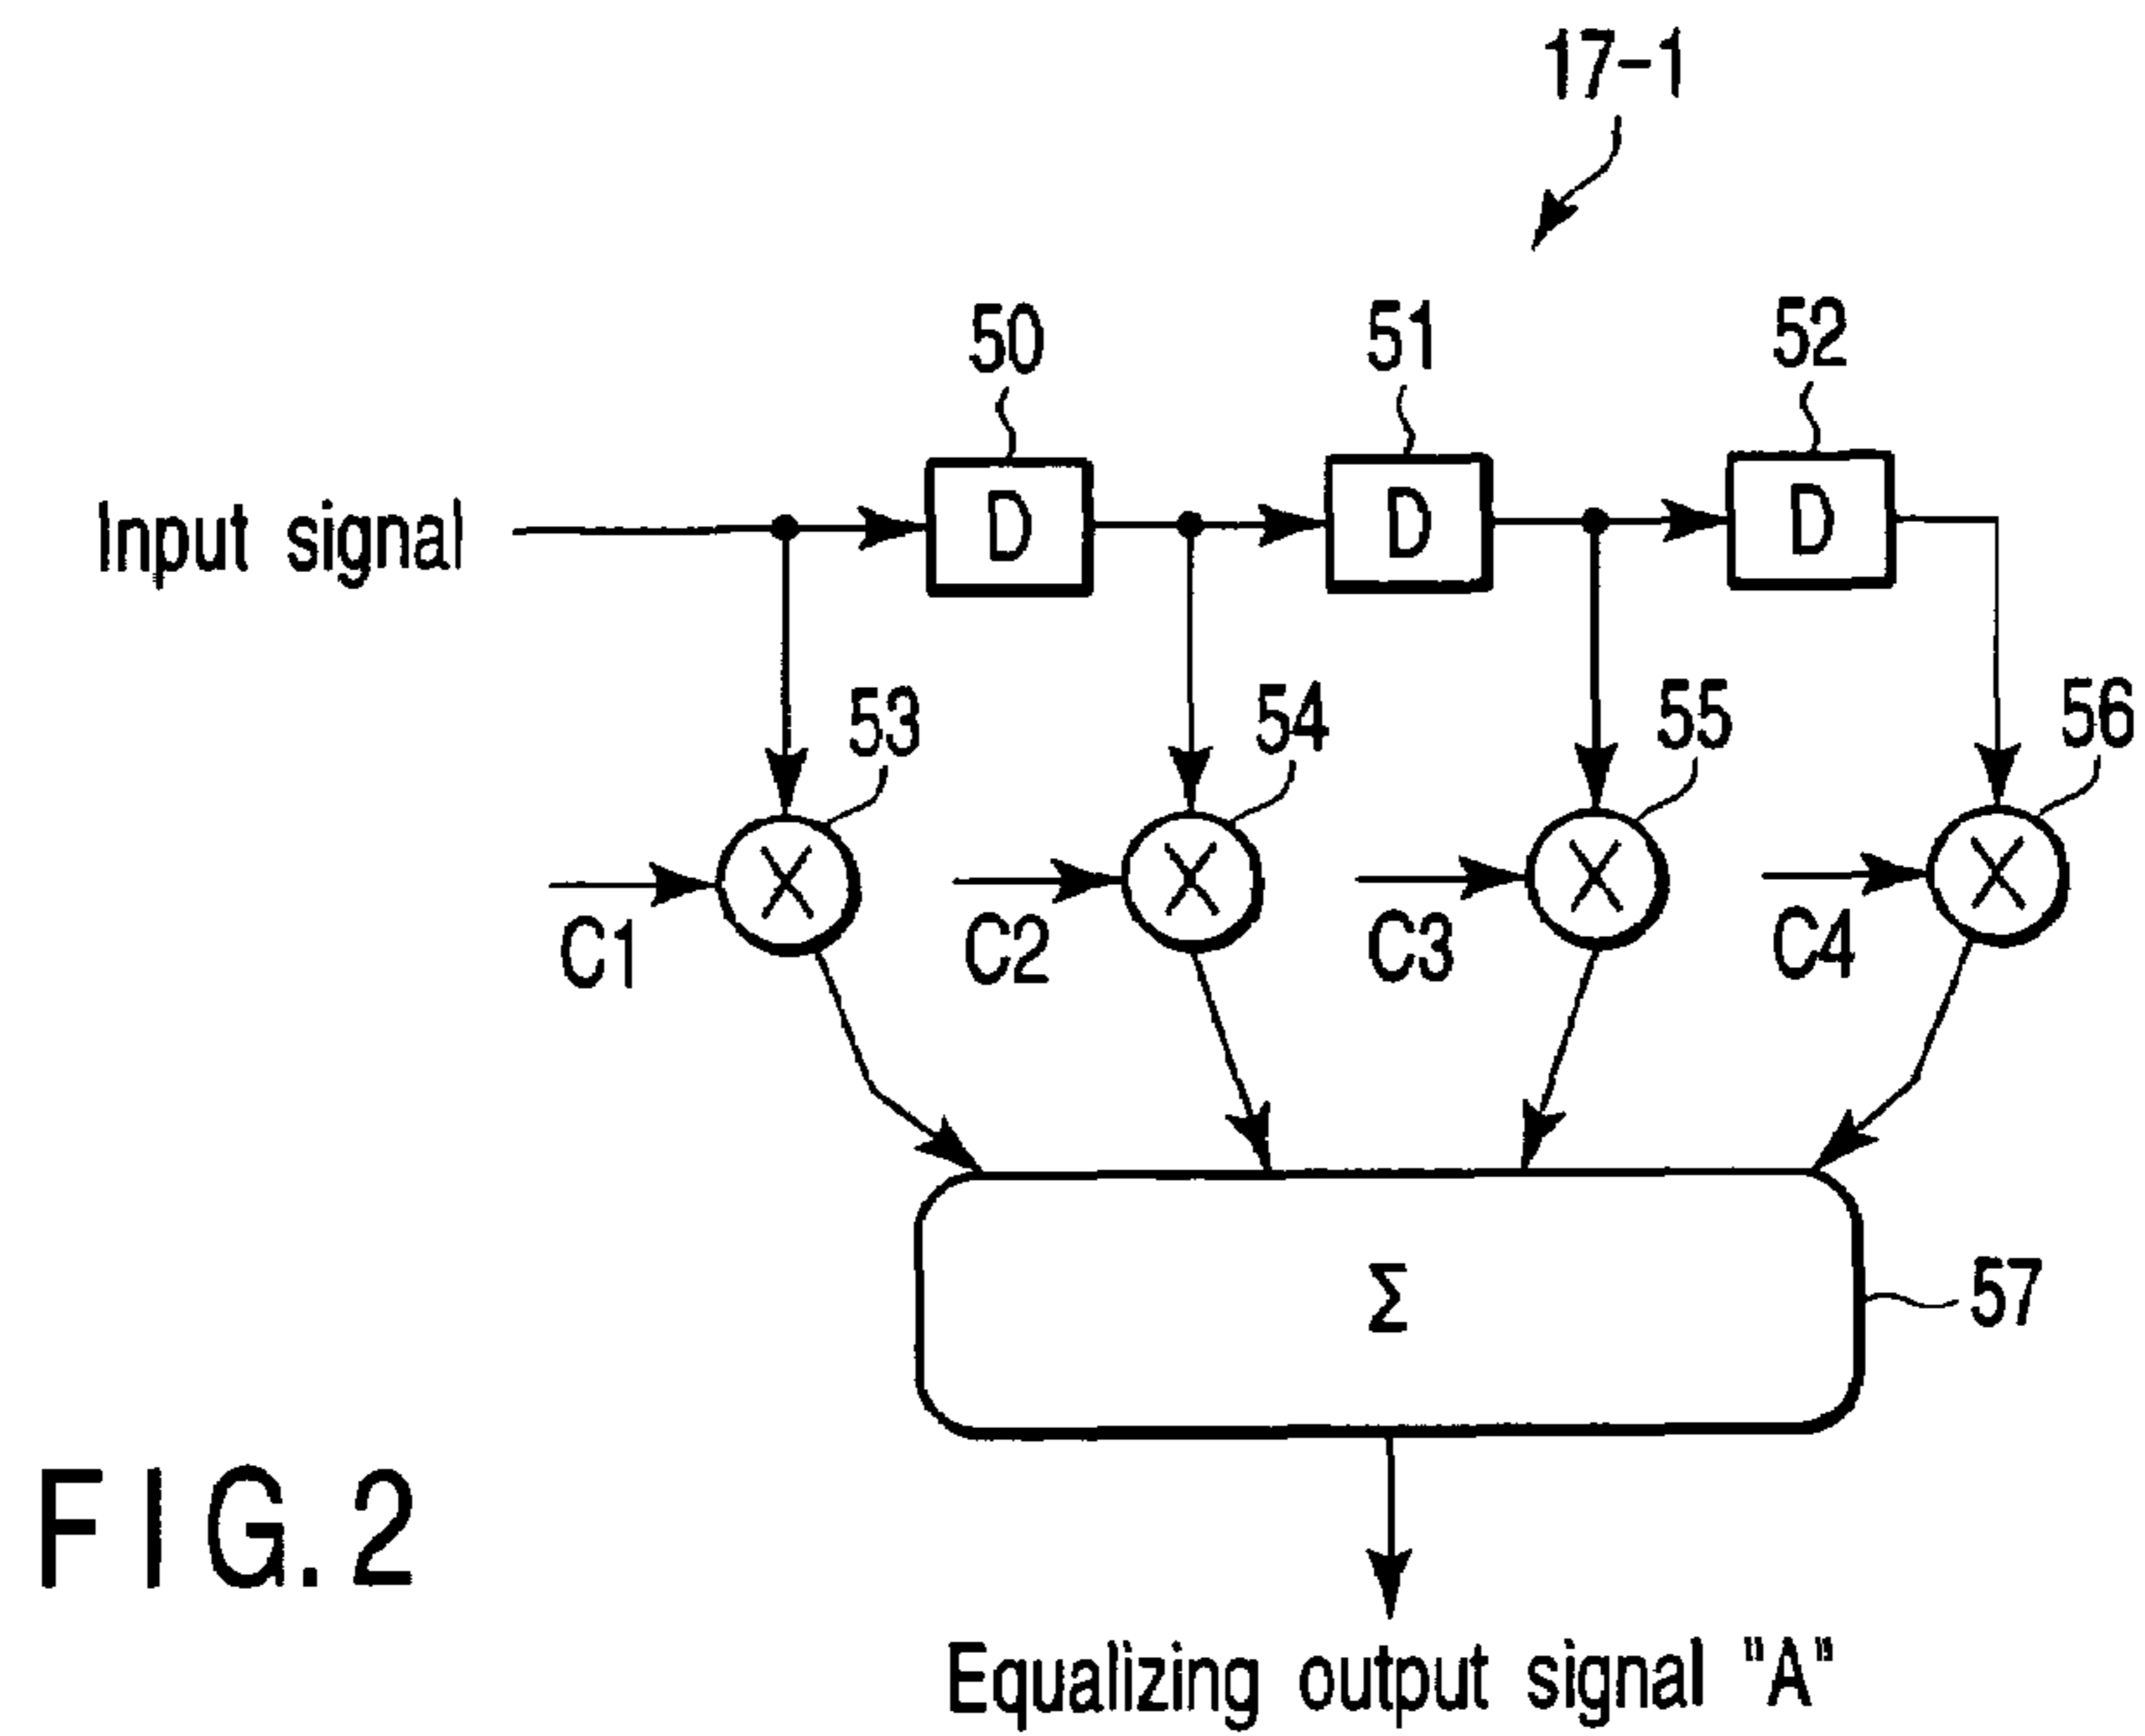 17-1
50
51
52
Input signal
D
D
D
53
54
55
56
X
X
X
X
C1
C2
C3
C4
Σ
57
FIG.2
Equalizing output signal "A"